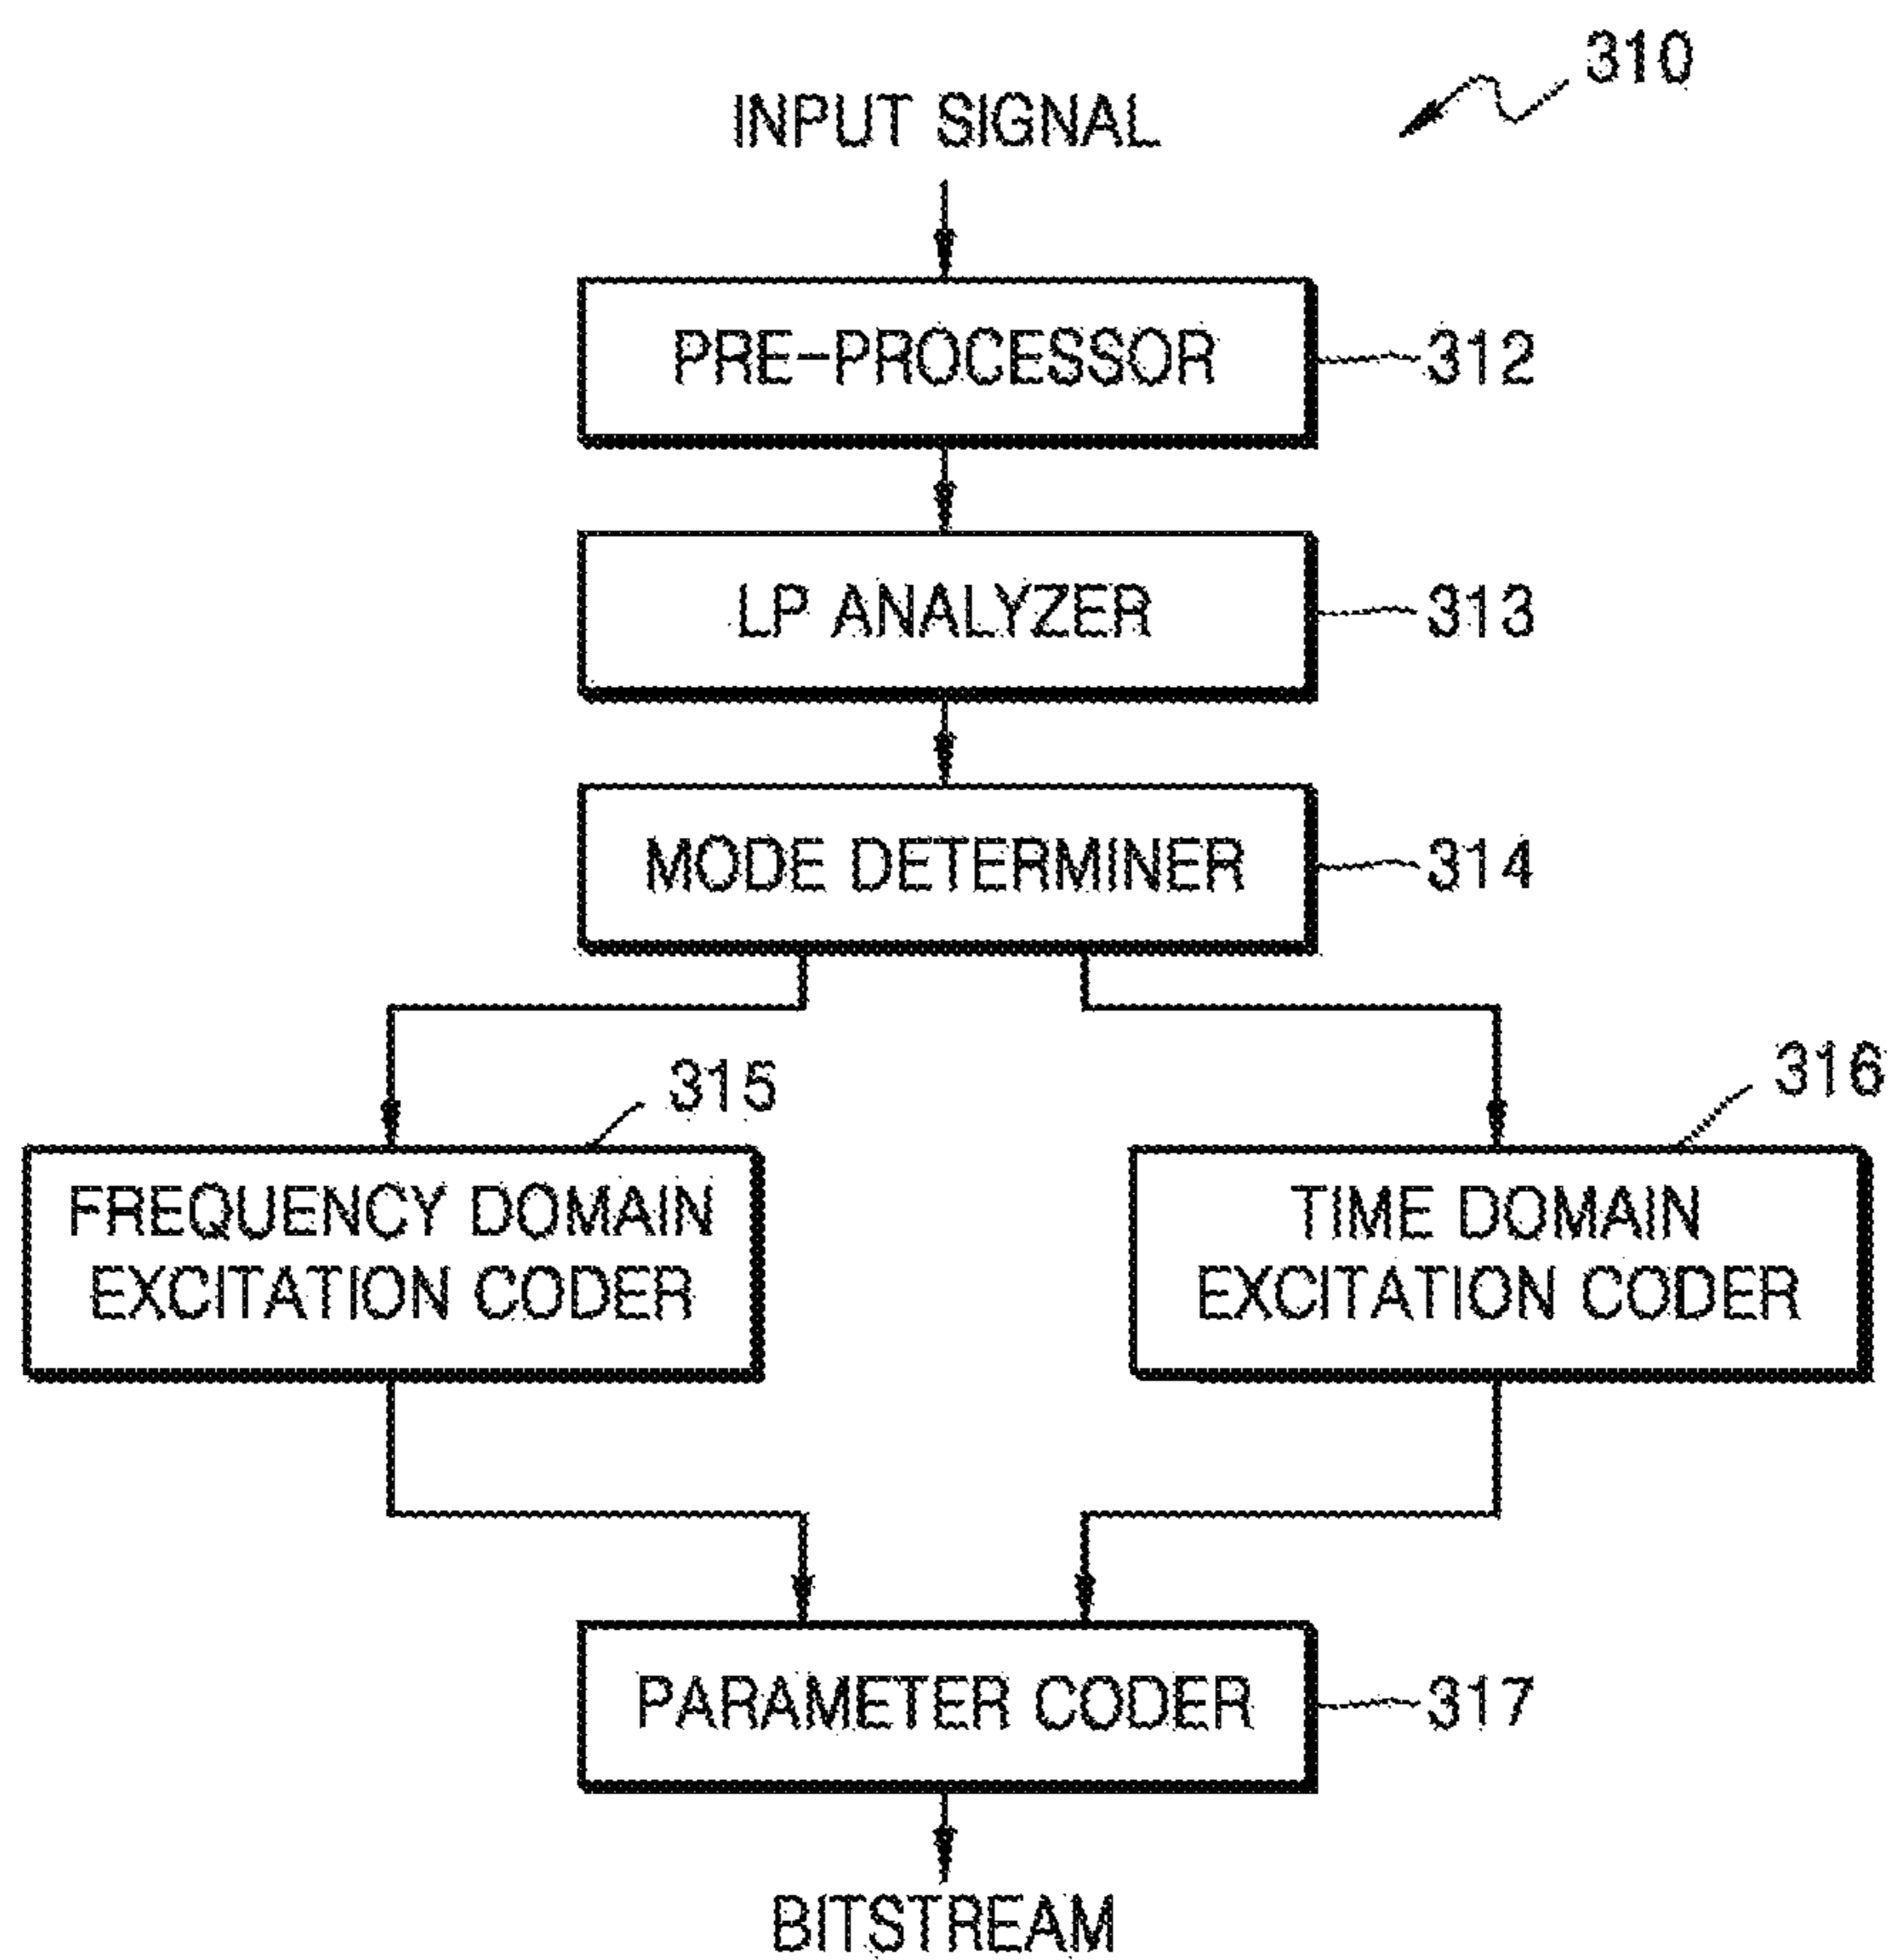 310
INPUT SIGNAL
PRE-PROCESSOR
312
LP ANALYZER
313
MODE DETERMINER
314
315
316
FREQUENCY DOMAIN
EXCITATION CODER
TIME DOMAIN
EXCITATION CODER
PARAMETER CODER
317
BITSTREAM